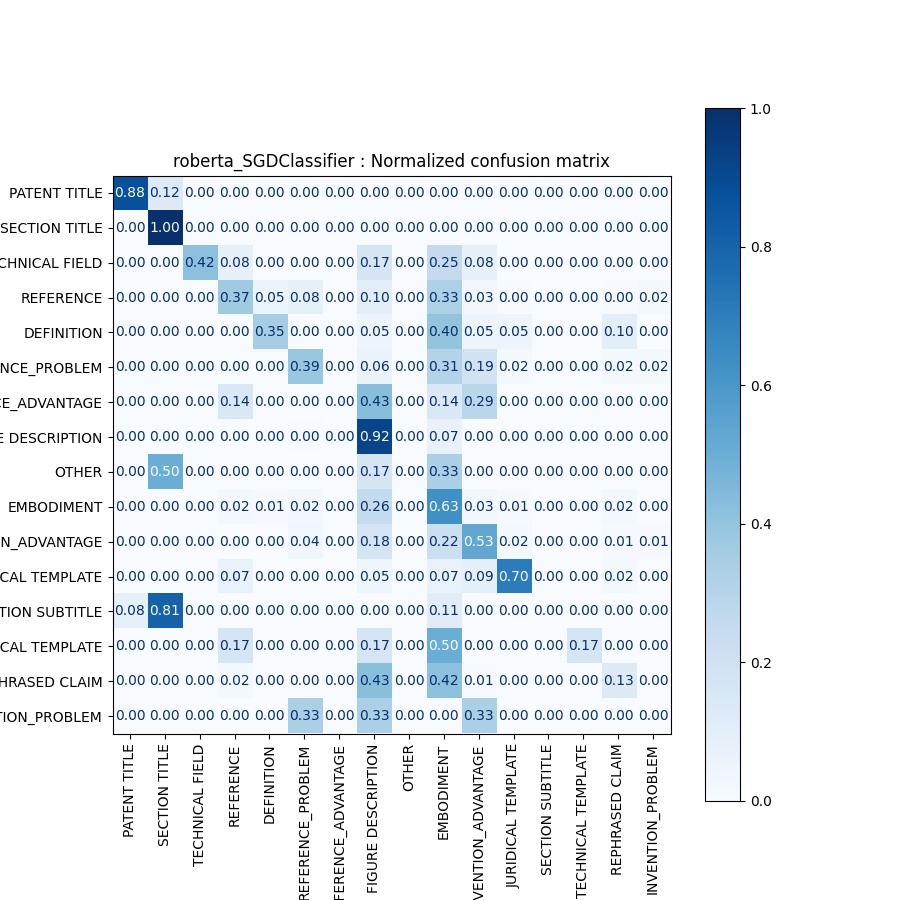 1.0
roberta_SGDClassifier : Normalized confusion matrix
PATENT TITLE 0.88 0.12 0.00 0.00 0.00 0.00 0.00 0.00 0.00 0.00 0.00 0.00 0.00 0.00 0.00 0.00
SECTION TITLE 0.00 1.00 0.00 0.00 0.00 0.00 0.00 0.00 0.00 0.00 0.00 0.00 0.00 0.00 0.00 0.00
0.8
CHNICAL FIELD 0.00 0.00 0.42 0.08 0.00 0.00 0.00 0.17 0.00 0.25 0.08 0.00 0.00 0.00 0.00 0.00
REFERENCE 0.00 0.00 0.00 0.37 0.05 0.08 0.00 0.10 0.00 0.33 0.03 0.00 0.00 0.00 0.00 0.02
DEFINITION 0.00 0.00 0.00 0.00 0.35 0.00 0.00 0.05 0.00 0.40 0.05 0.05 0.00 0.00 0.10 0.00
NCE_PROBLEM 0.00 0.00 0.00 0.00 0.00 0.39 0.00 0.06 0.00 0.31 0.19 0.02 0.00 0.00 0.02 0.02
0.6
CE_ADVANTAGE 0.00 0.00 0.00 0.14 0.00 0.00 0.00 0.43 0.00 0.14 0.29 0.00 0.00 0.00 0.00 0.00
E DESCRIPTION 0.00 0.00 0.00 0.00 0.00 0.00 0.00 0.92 0.00 0.07 0.00 0.00 0.00 0.00 0.00 0.00
OTHER 0.00 0.50 0.00 0.00 0.00 0.00 0.00 0.17 0.00 0.33 0.00 0.00 0.00 0.00 0.00 0.00
EMBODIMENT 0.00 0.00 0.00 0.02 0.01 0.02 0.00 0.26 0.00 0.63 0.03 0.01 0.00 0.00 0.02 0.00
0.4
N_ADVANTAGE 0.00 0.00 0.00 0.00 0.00 0.04 0.00 0.18 0.00 0.22 0.53 0.02 0.00 0.00 0.01 0.01
CAL TEMPLATE 0.00 0.00 0.00 0.07 0.00 0.00 0.00 0.05 0.00 0.07 0.09 0.70 0.00 0.00 0.02 0.00
TION SUBTITLE 0.08 0.81 0.00 0.00 0.00 0.00 0.00 0.00 0.00 0.11 0.00 0.00 0.00 0.00 0.00 0.00
CAL TEMPLATE 0.00 0.00 0.00 0.17 0.00 0.00 0.00 0.17 0.00 0.50 0.00 0.00 0.00 0.17 0.00 0.00
0.2
HRASED CLAIM 0.00 0.00 0.00 0.02 0.00 0.00 0.00 0.43 0.00 0.42 0.01 0.00 0.00 0.00 0.13 0.00
TION_PROBLEM 0.00 0.00 0.00 0.00 0.00 0.33 0.00 0.33 0.00 0.00 0.33 0.00 0.00 0.00 0.00 0.00
0.0
PATENT TITLE
SECTION TITLE
TECHNICAL FIELD
REFERENCE
DEFINITION
REFERENCE_PROBLEM
FERENCE_ADVANTAGE
FIGURE DESCRIPTION
OTHER
EMBODIMENT
VENTION_ADVANTAGE
JURIDICAL TEMPLATE
SECTION SUBTITLE
TECHNICAL TEMPLATE
REPHRASED CLAIM
INVENTION_PROBLEM